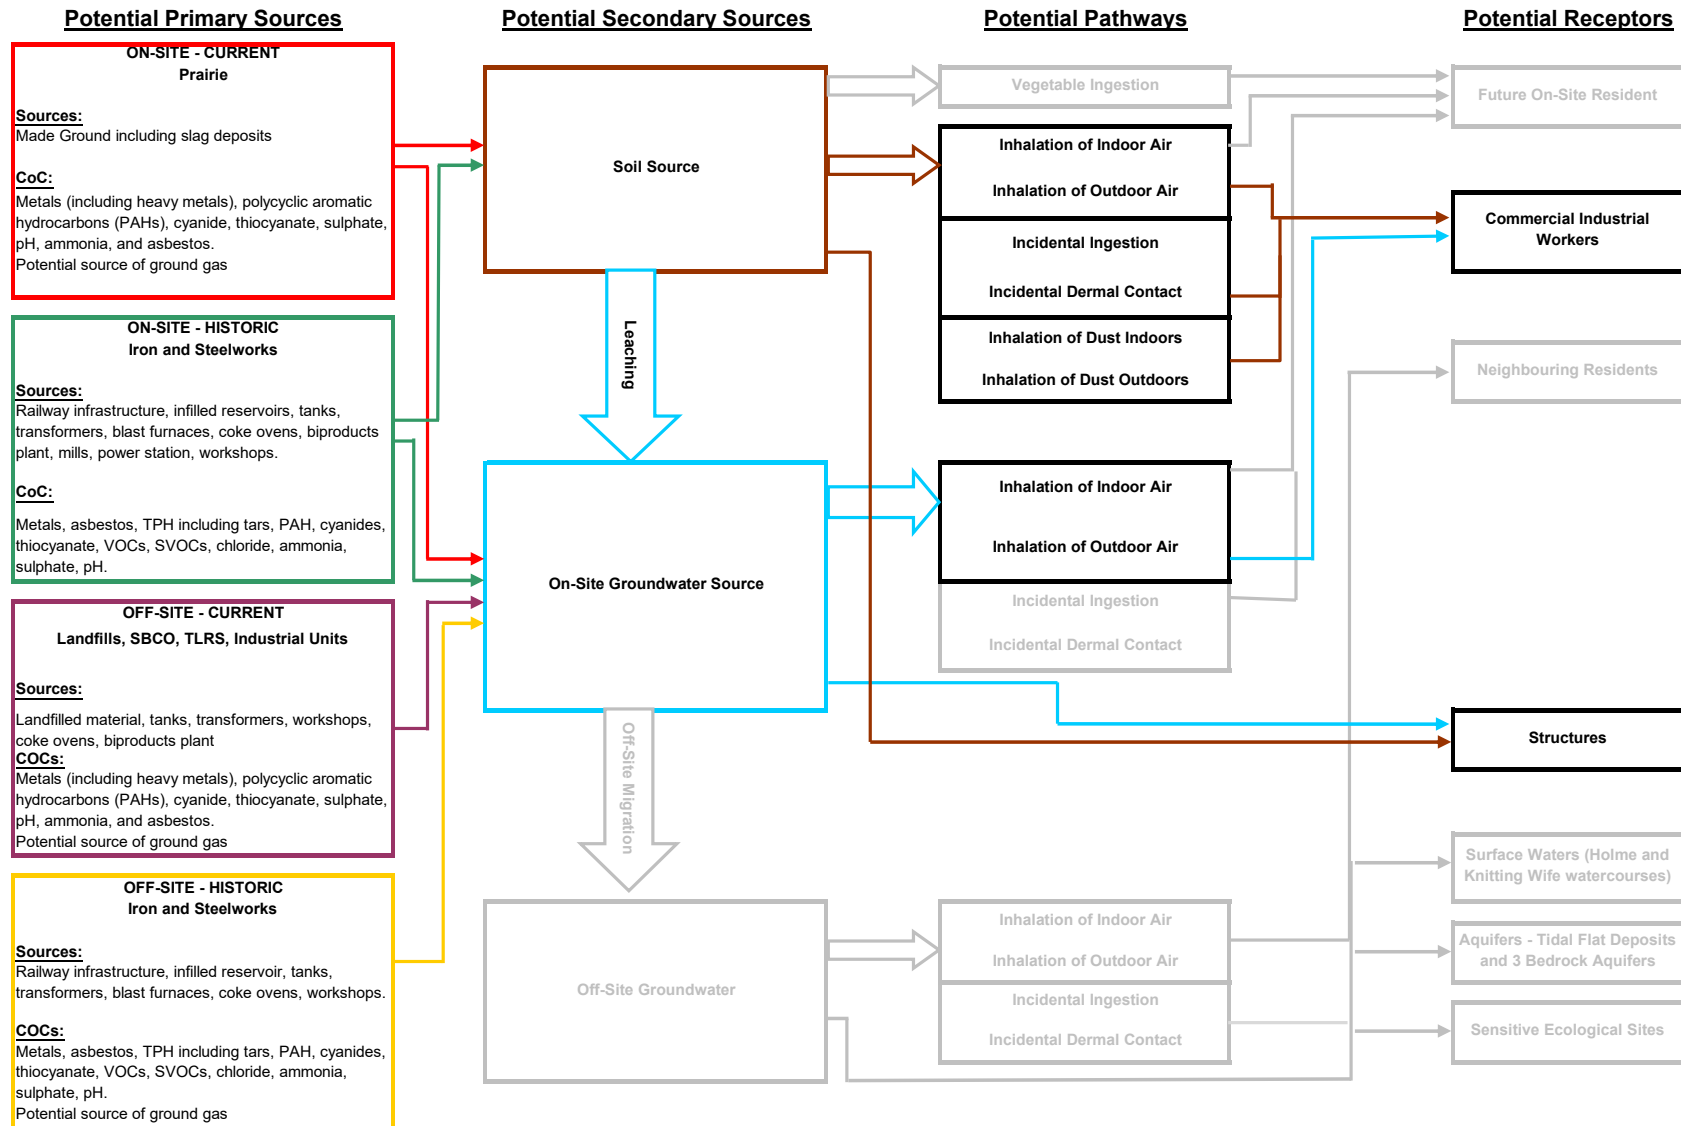 Potential Primary Sources
Potential Secondary Sources
Potential Pathways
Potential Receptors
ON-SITE - CURRENT
Prairie
Sources:
Made Ground including slag deposits
CoC:
Metals (including heavy metals), polycyclic aromatic
hydrocarbons (PAHs), cyanide, thiocyanate, sulphate,
pH, ammonia, and asbestos.
Potential source of ground gas
ON-SITE - HISTORIC
Iron and Steelworks
Sources:
Railway infrastructure, infilled reservoirs, tanks,
transformers, blast furnaces, coke ovens, biproducts
plant, mills, power station, workshops.
CoC:
Metals, asbestos, TPH including tars, PAH, cyanides,
thiocyanate, VOCs, SVOCs, chloride, ammonia,
sulphate, pH.
OFF-SITE - CURRENT
Landfills, SBCO, TLRS, Industrial Units
Sources:
Landfilled material, tanks, transformers, workshops,
coke ovens, biproducts plant
COCs:
Metals (including heavy metals), polycyclic aromatic
hydrocarbons (PAHs), cyanide, thiocyanate, sulphate,
pH, ammonia, and asbestos.
Potential source of ground gas
OFF-SITE - HISTORIC
Iron and Steelworks
Sources:
Railway infrastructure, infilled reservoir, tanks,
transformers, blast furnaces, coke ovens, workshops.
COCs:
Metals, asbestos, TPH including tars, PAH, cyanides,
thiocyanate, VOCs, SVOCs, chloride, ammonia,
sulphate, pH.
Potential source of ground gas
Soil Source
Leaching
On-Site Groundwater Source
Off-Site Migration
Off-Site Groundwater
Vegetable Ingestion
Inhalation of Indoor Air
Inhalation of Outdoor Air
Incidental Ingestion
Incidental Dermal Contact
Inhalation of Dust Indoors
Inhalation of Dust Outdoors
Inhalation of Indoor Air
Inhalation of Outdoor Air
Incidental Ingestion
Incidental Dermal Contact
Inhalation of Indoor Air
Inhalation of Outdoor Air
Incidental Ingestion
Incidental Dermal Contact
Future On-Site Resident
Commercial Industrial
Workers
Neighbouring Residents
Structures
Surface Waters (Holme and
Knitting Wife watercourses)
Aquifers - Tidal Flat Deposits
and 3 Bedrock Aquifers
Sensitive Ecological Sites